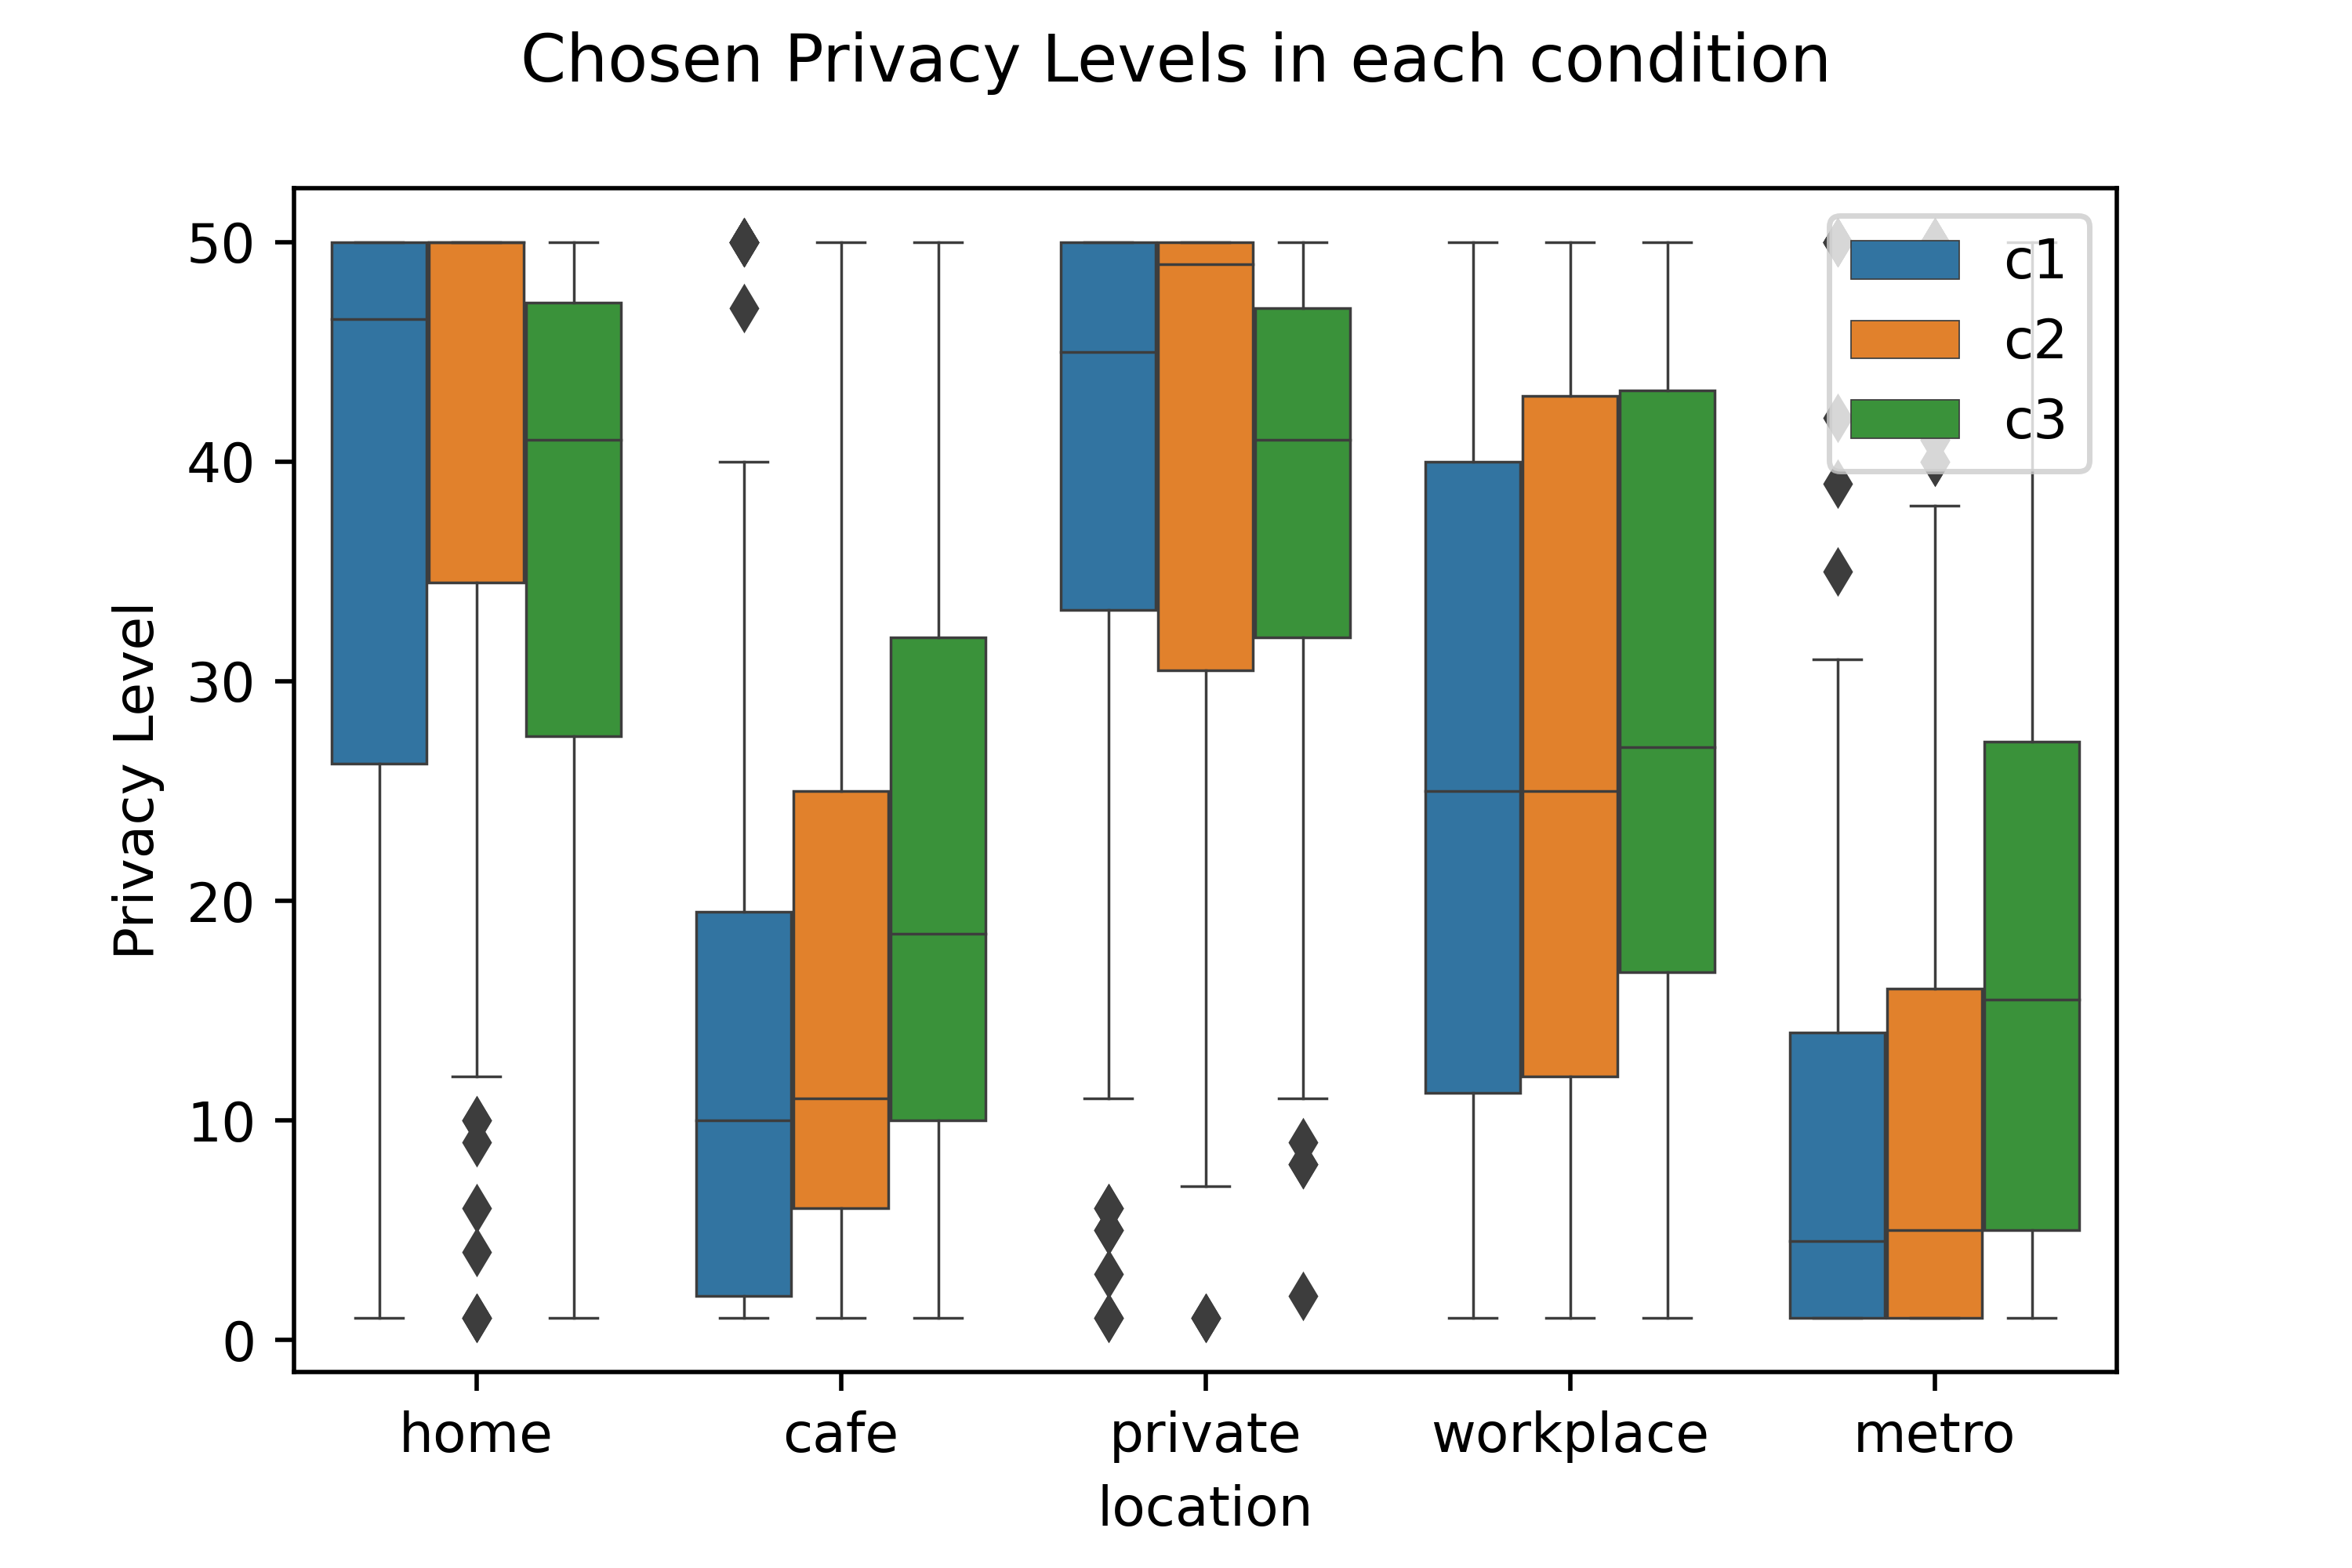 Chosen Privacy Levels in each condition
50
40
30
20
10
0
Privacy Level
c1
c2
c3
home cafe private workplace metro
location